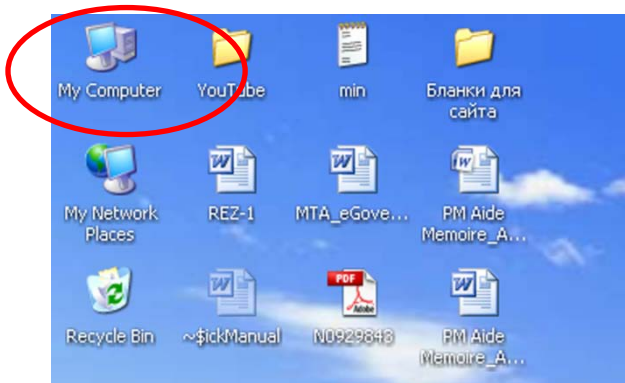 My Computer
YouTube
min
Бланки для
сайта
My Network
Places
REZ-1
MTA_eGove...
PM Aide
Memoire_A...
Recycle Bin
~$ickManual
PDF
Adobe
N0929848
PM Aide
Memoire_A...